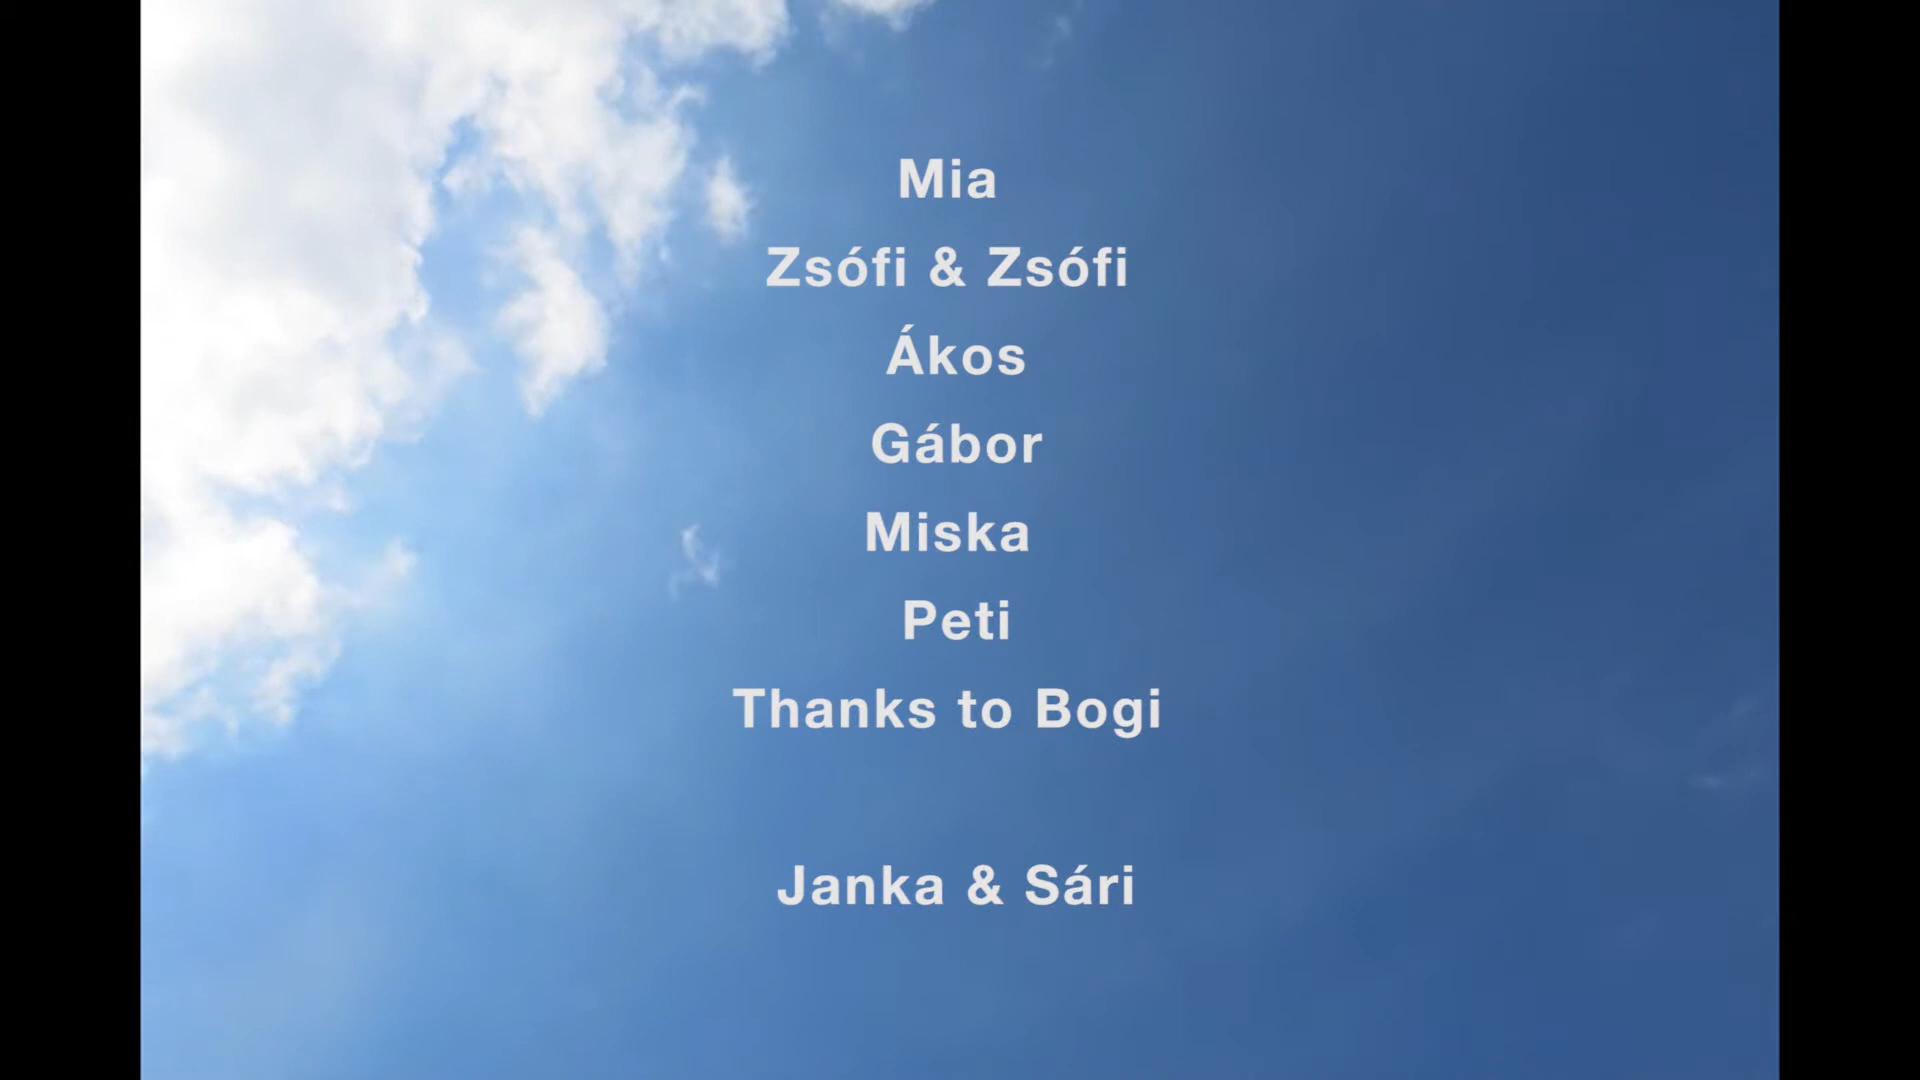 Mia
Zsófi & Zsófi
Ákos
Gábor
Miska
Peti
Thanks to Bogi
Janka & Sári